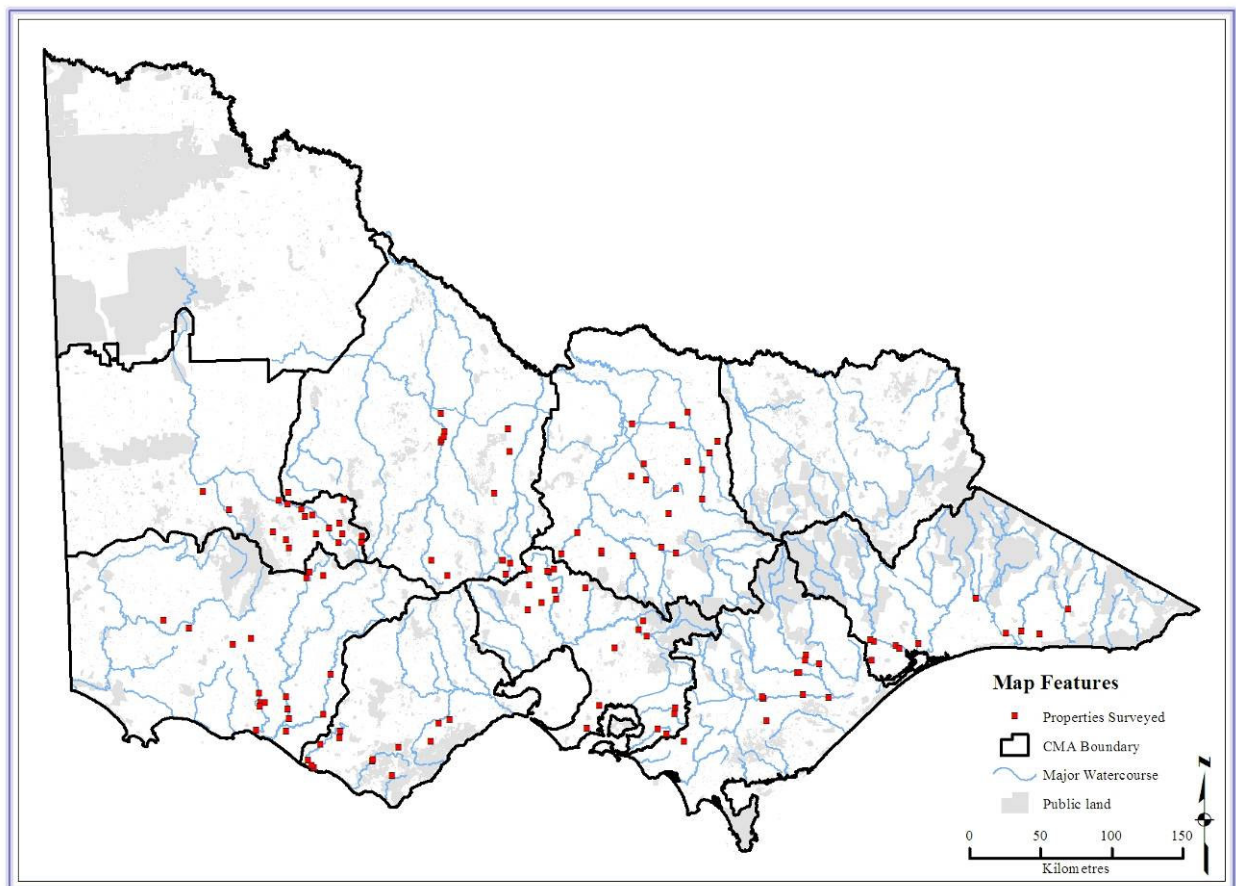 Map Features
Properties Surveyed
CMA Boundary
Major Watercourse
Public land
0 50 100 150
Kilometres
N